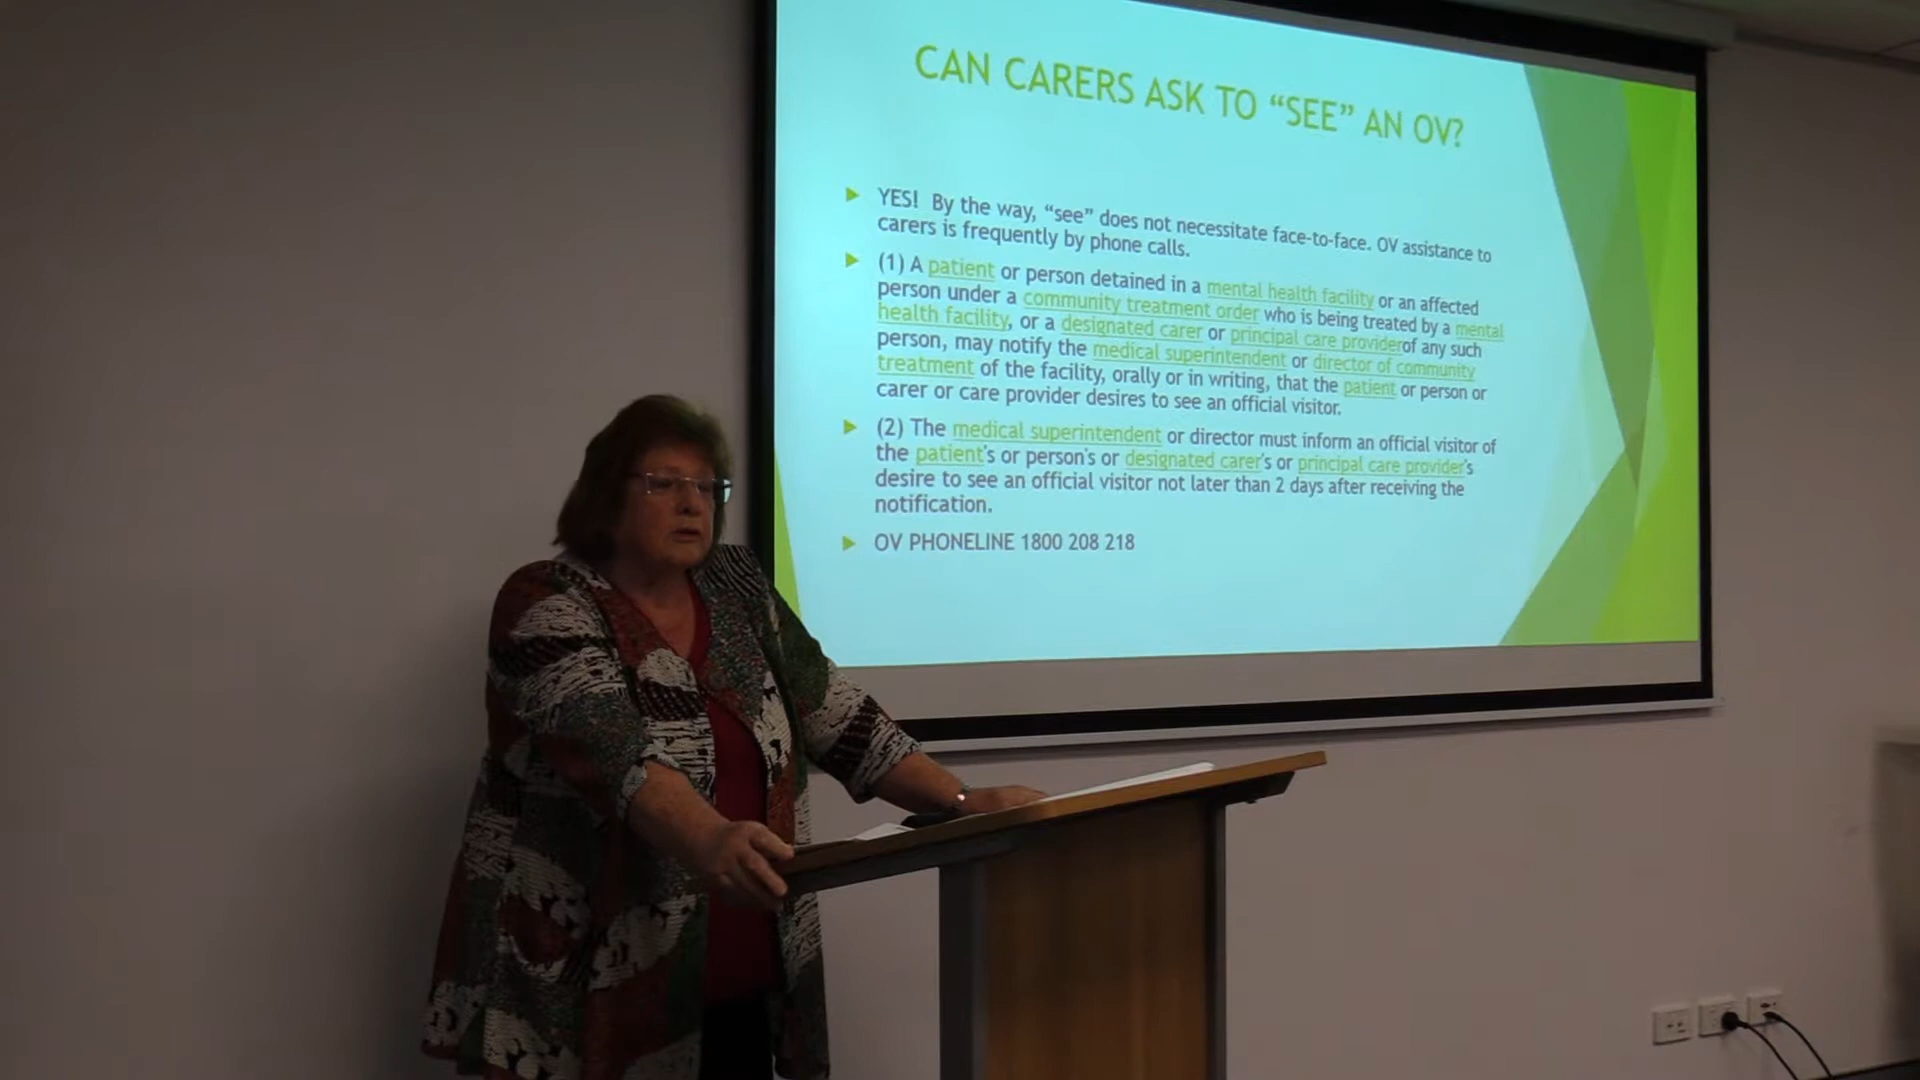 CAN CARERS ASK TO “SEE” AN OV?
YES! By the way, “see” does not necessitate face-to-face. OV assistance to
carers is frequently by phone calls.
(1) A patient or person detained in a mental health facility or an affected
person under a community treatment order who is being treated by a mental
health facility, or a designated carer or principal care providerof any such
person, may notify the medical superintendent or director of community
treatment of the facility, orally or in writing, that the patient or person or
carer or care provider desires to see an official visitor.
(2) The medical superintendent or director must inform an official visitor of
the patient's or person's or designated carer's or principal care provider's
desire to see an official visitor not later than 2 days after receiving the
notification.
OV PHONELINE 1800 208 218